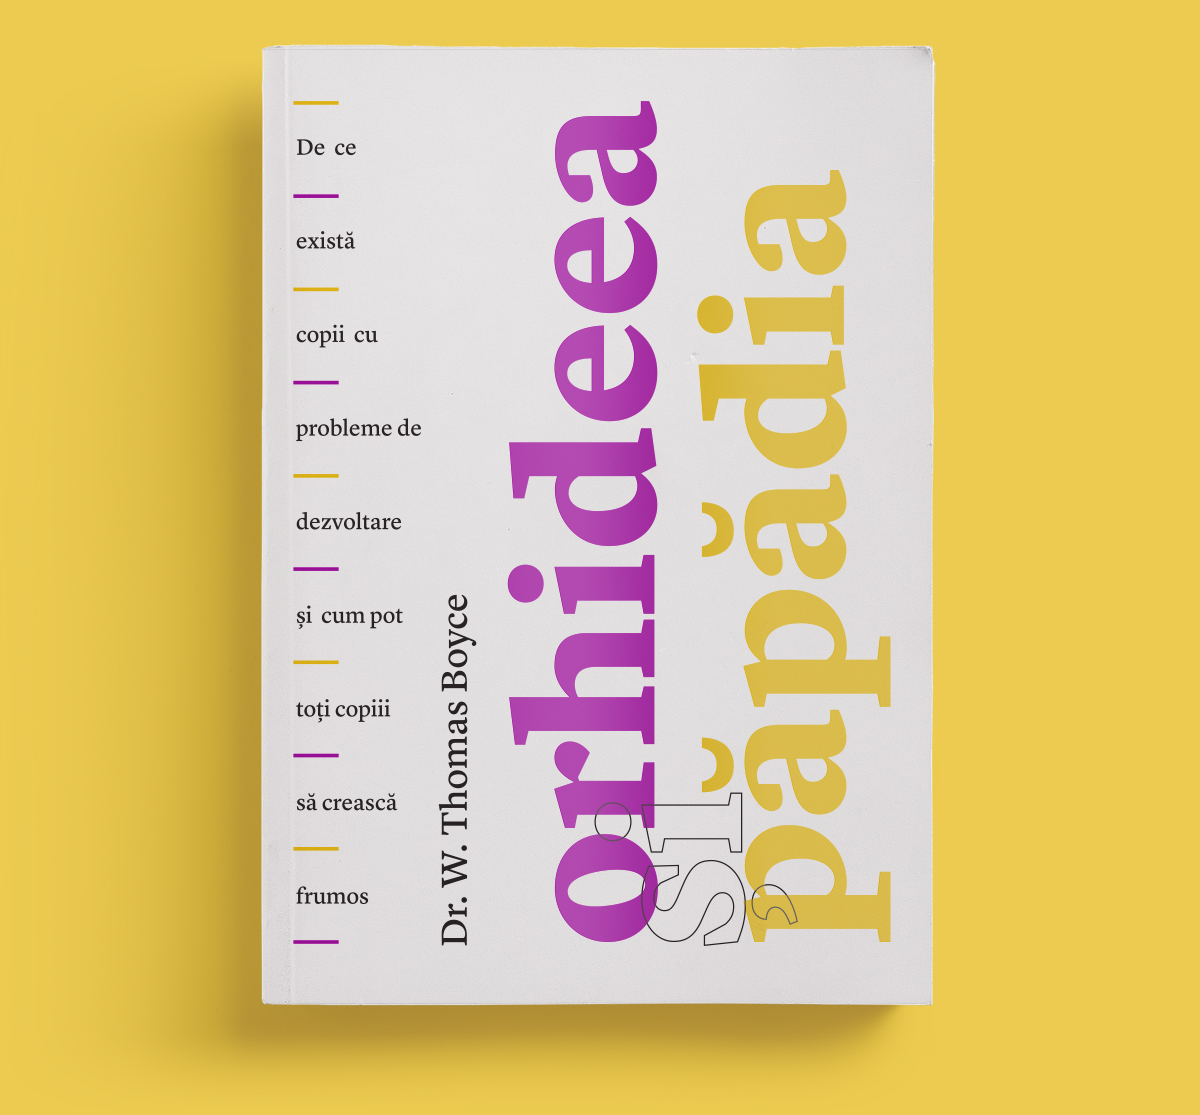 De ce
există
copii cu
probleme de
dezvoltare
și cum pot
toți copiii
să crească
frumos
Dr. W. Thomas Boyce
orhideea
și
păpădia